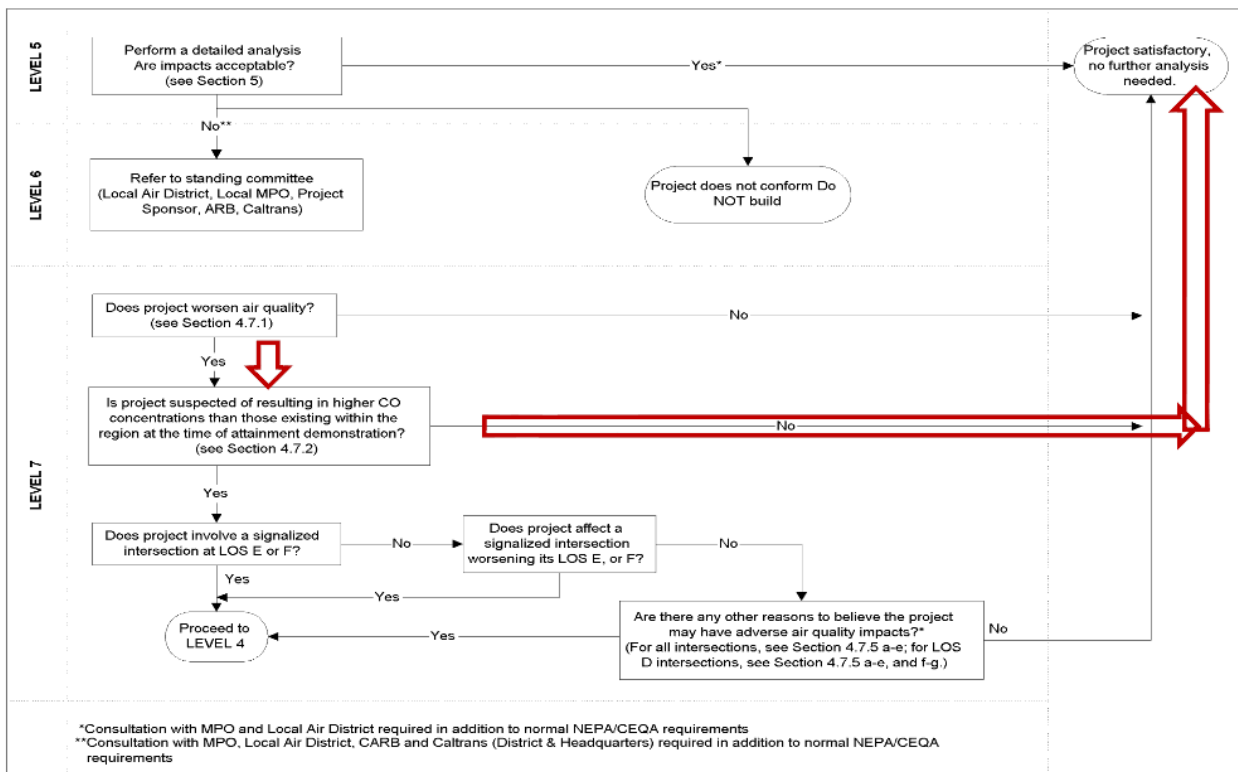 LEVEL 5
Perform a detailed analysis
Are impacts acceptable?
(see Section 5)
Yes*
Project satisfactory,
no further analysis
needed.
No**
LEVEL 6
Refer to standing committee
(Local Air District, Local MPO, Project
Sponsor, ARB, Caltrans)
Project does not conform Do
NOT build
LEVEL 7
Does project worsen air quality?
(see Section 4.7.1)
No
Yes
Is project suspected of resulting in higher CO
concentrations than those existing within the
region at the time of attainment demonstration?
(see Section 4.7.2)
No
Yes
Does project involve a signalized
intersection at LOS E or F?
No
Does project affect a
signalized intersection
worsening its LOS E, or F?
No
Yes
Yes
Proceed to
LEVEL 4
Yes
Are there any other reasons to believe the project
may have adverse air quality impacts?*
(For all intersections, see Section 4.7.5 a-e; for LOS
D intersections, see Section 4.7.5 a-e, and f-g.)
No
*Consultation with MPO and Local Air District required in addition to normal NEPA/CEQA requirements
**Consultation with MPO, Local Air District, CARB and Caltrans (District & Headquarters) required in addition to normal NEPA/CEQA
requirements